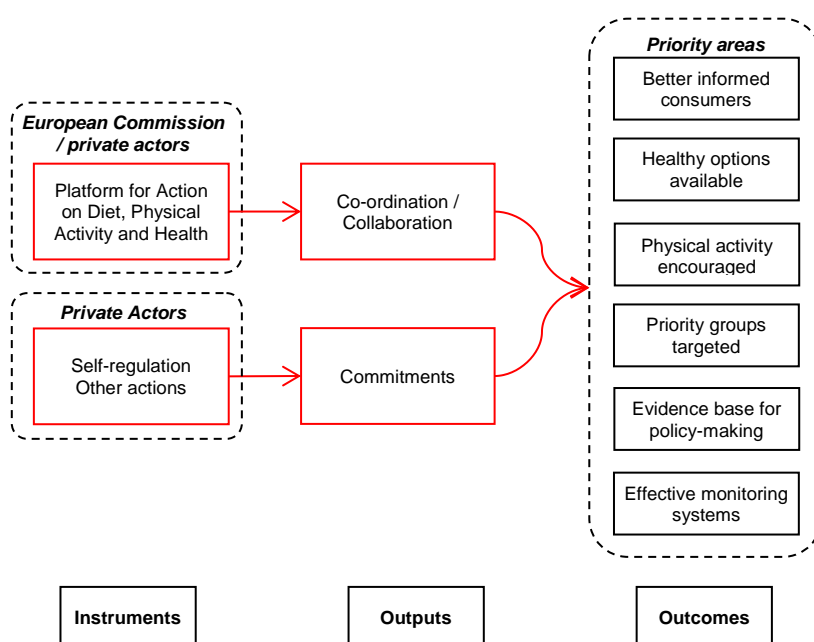 European Commission
/ private actors
Platform for Action
on Diet, Physical
Activity and Health
Private Actors
Self-regulation
Other actions
Co-ordination /
Collaboration
Commitments
Priority areas
Better informed
consumers
Healthy options
available
Physical activity
encouraged
Priority groups
targeted
Evidence base for
policy-making
Effective monitoring
systems
Instruments
Outputs
Outcomes